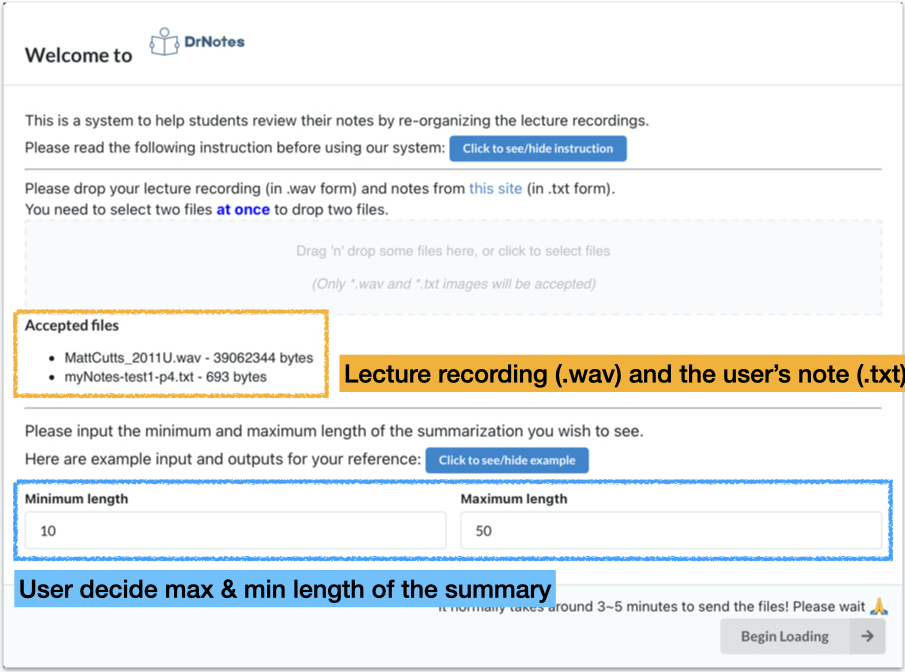 Welcome to DrNotes
This is a system to help students review their notes by re-organizing the lecture recordings.
Please read the following instruction before using our system: Click to see/hide instruction
Please drop your lecture recording (in .wav form) and notes from this site (in .txt form).
You need to select two files at once to drop two files.
Drag 'n' drop some files here, or click to select files
(Only *.wav and *.txt images will be accepted)
Accepted files
• MattCutts_2011U.wav - 39062344 bytes
• myNotes-test1-p4.txt - 693 bytes
Lecture recording (.wav) and the user's note (.txt)
Please input the minimum and maximum length of the summarization you wish to see.
Here are example input and outputs for your reference: Click to see/hide example
Minimum length Maximum length
10 50
User decide max & min length of the summary
It normally takes around 3~5 minutes to send the files! Please wait 🙏
Begin Loading →